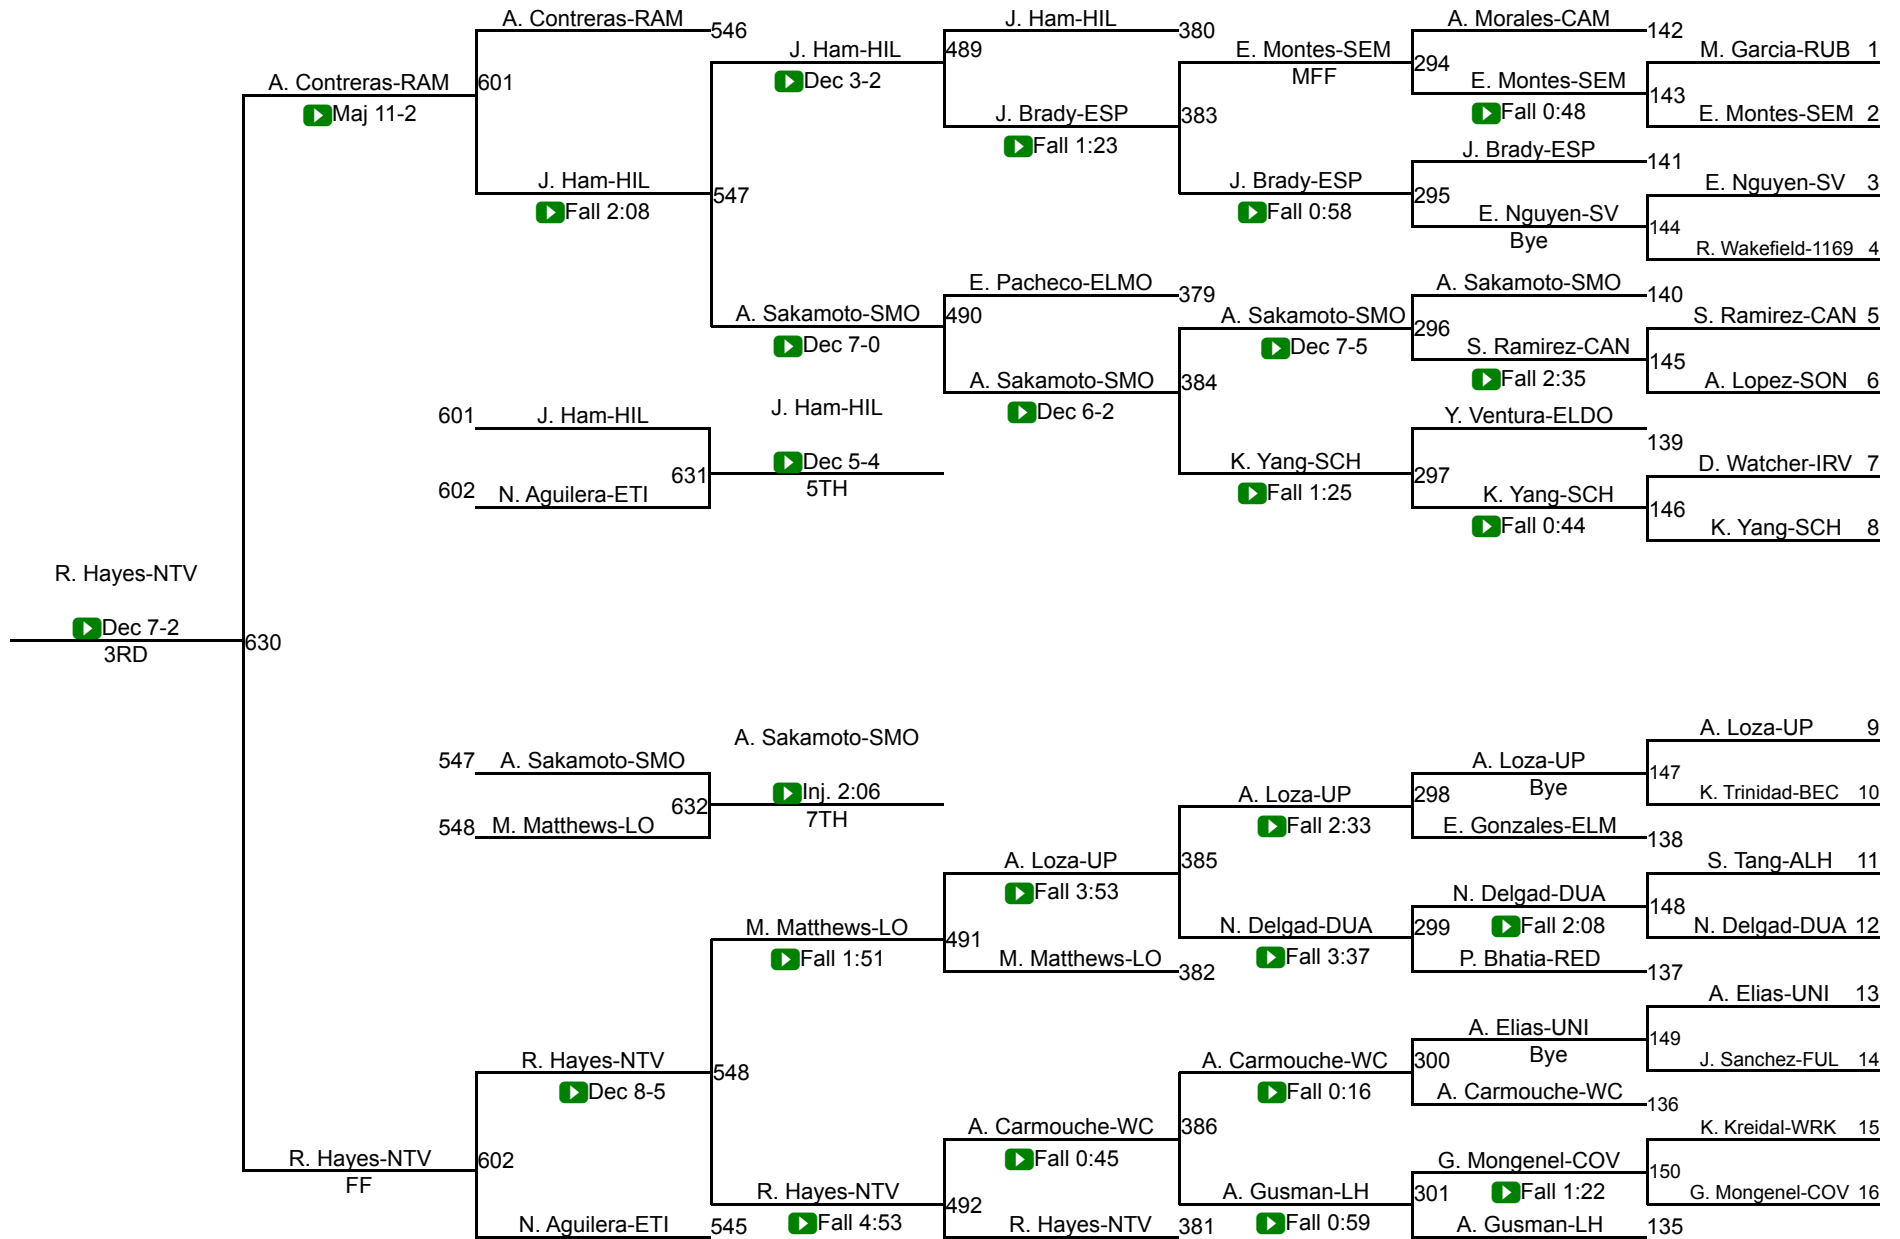 A. Contreras-RAM
546
J. Ham-HIL
380
A. Morales-CAM
142
J. Ham-HIL
489
E. Montes-SEM
M. Garcia-RUB 1
Dec 3-2
MFF
294
A. Contreras-RAM
601
E. Montes-SEM
143
Maj 11-2
J. Brady-ESP
383
Fall 0:48
E. Montes-SEM 2
Fall 1:23
J. Brady-ESP
141
J. Ham-HIL
547
J. Brady-ESP
295
E. Nguyen-SV 3
Fall 2:08
Fall 0:58
E. Nguyen-SV
144
Bye
R. Wakefield-1169 4
E. Pacheco-ELMO
379
A. Sakamoto-SMO
140
A. Sakamoto-SMO
490
A. Sakamoto-SMO
296
S. Ramirez-CAN 5
Dec 7-0
Dec 7-5
S. Ramirez-CAN
145
A. Sakamoto-SMO
384
Fall 2:35
A. Lopez-SON 6
601
J. Ham-HIL
J. Ham-HIL
Dec 6-2
Y. Ventura-ELDO
139
631
Dec 5-4
K. Yang-SCH
297
D. Watcher-IRV 7
602
N. Aguilera-ETI
5TH
Fall 1:25
K. Yang-SCH
146
Fall 0:44
K. Yang-SCH 8
R. Hayes-NTV
Dec 7-2
630
3RD
A. Loza-UP 9
547
A. Sakamoto-SMO
A. Sakamoto-SMO
A. Loza-UP
147
632
Inj. 2:06
A. Loza-UP
298
Bye
K. Trinidad-BEC 10
548
M. Matthews-LO
7TH
Fall 2:33
E. Gonzales-ELM
138
A. Loza-UP
385
S. Tang-ALH 11
Fall 3:53
N. Delgad-DUA
148
M. Matthews-LO
491
N. Delgad-DUA
299
Fall 2:08
N. Delgad-DUA 12
Fall 1:51
M. Matthews-LO
382
Fall 3:37
P. Bhatia-RED
137
A. Elias-UNI 13
A. Elias-UNI
149
R. Hayes-NTV
548
A. Carmouche-WC
300
Bye
J. Sanchez-FUL 14
Dec 8-5
Fall 0:16
A. Carmouche-WC
136
A. Carmouche-WC
386
K. Kreidal-WRK 15
R. Hayes-NTV
602
Fall 0:45
G. Mongenel-COV
150
FF
R. Hayes-NTV
492
A. Gusman-LH
301
Fall 1:22
G. Mongenel-COV 16
N. Aguilera-ETI
545
Fall 4:53
R. Hayes-NTV
381
Fall 0:59
A. Gusman-LH
135